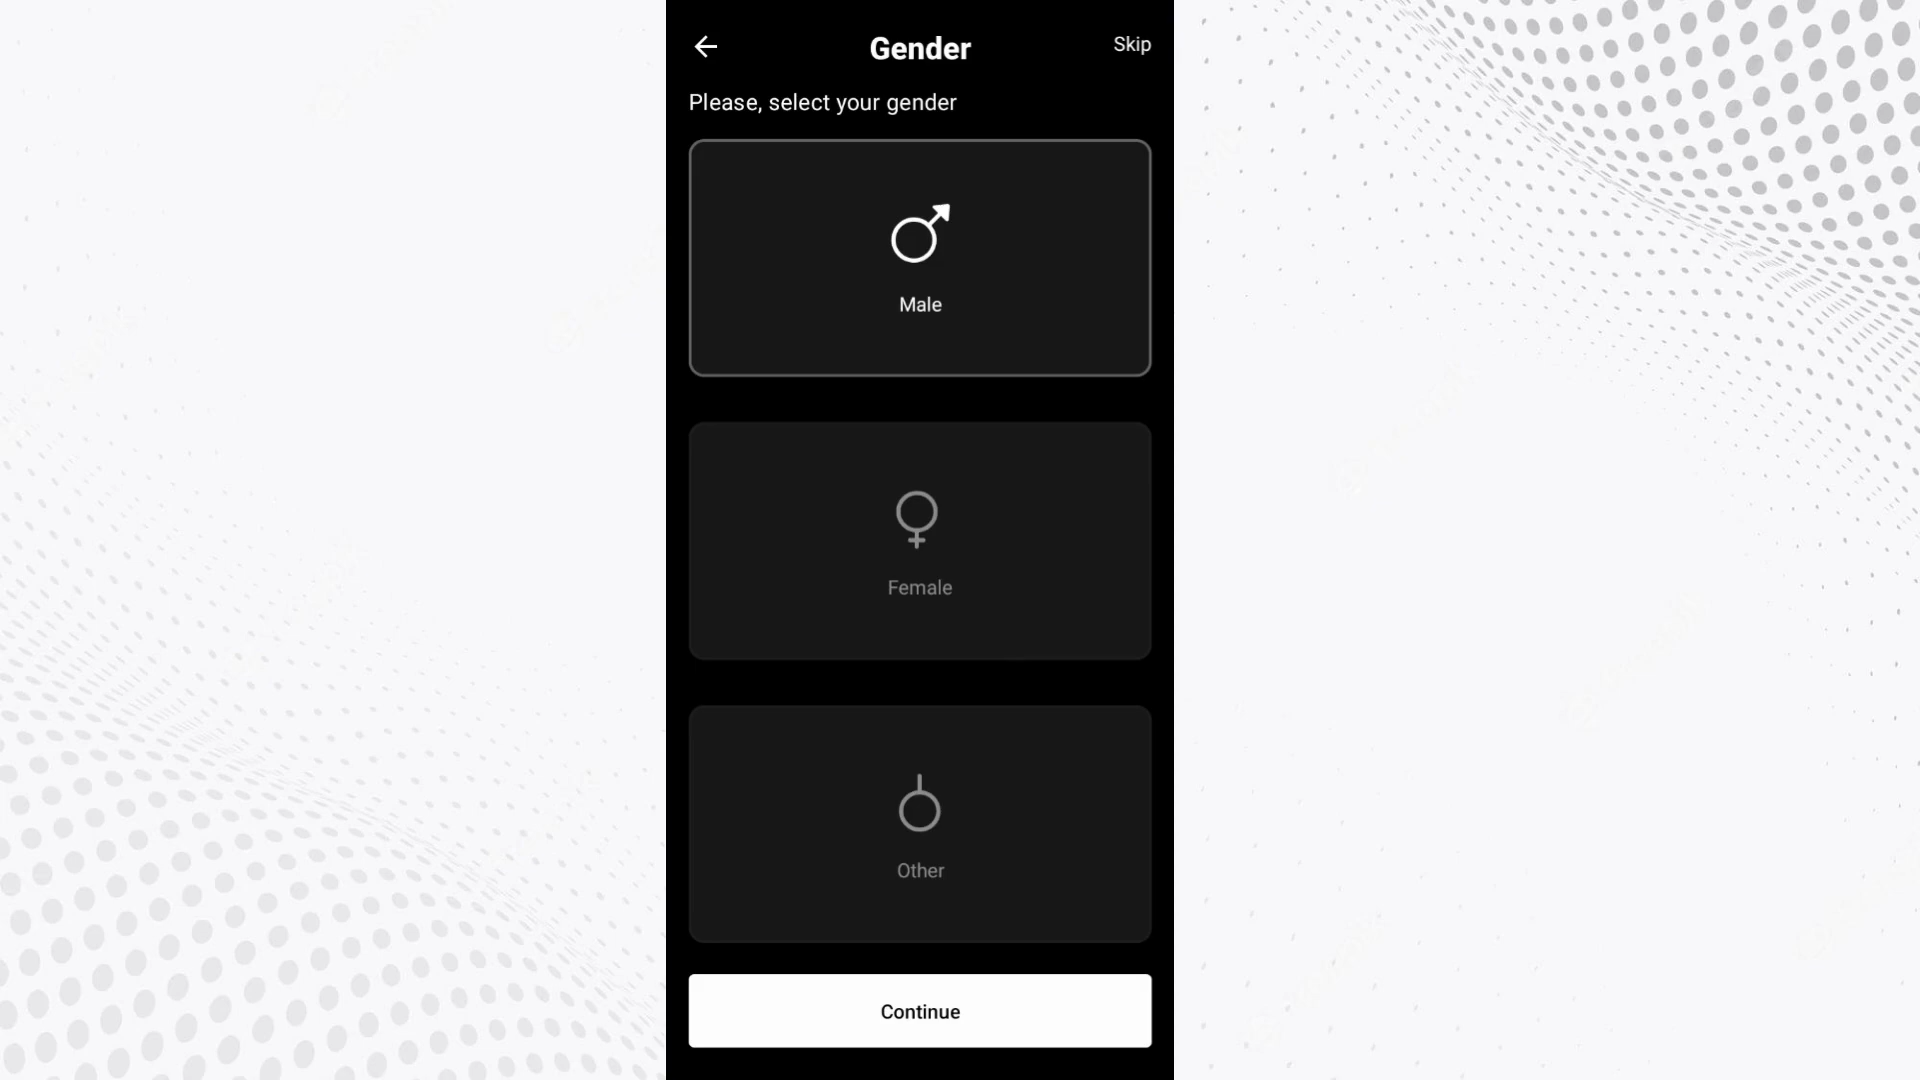 Gender
Skip
Please, select your gender
Male
Female
Other
Continue